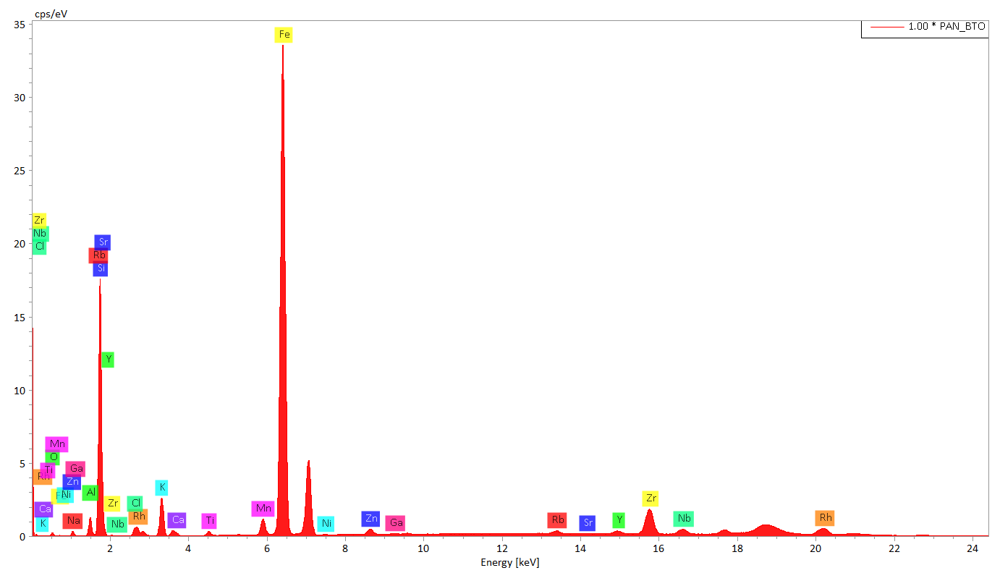 cps/eV
1.00 * PAN_BTO
35
Fe
30
25
Zr
Nb
Cl
20
Sr
Rb
Si
15
Y
10
Mn
O
Ti
Ga
Rh
5
Zn
Ni
Al
K
Zr
Cl
Ca
K
Na
Nb
Rh
Ca
Ti
Mn
Ni
Zn
Ga
Rb
Sr
Y
Zr
Nb
Rh
0
2 4 6 8 10 12 14 16 18 20 22 24
Energy [keV]